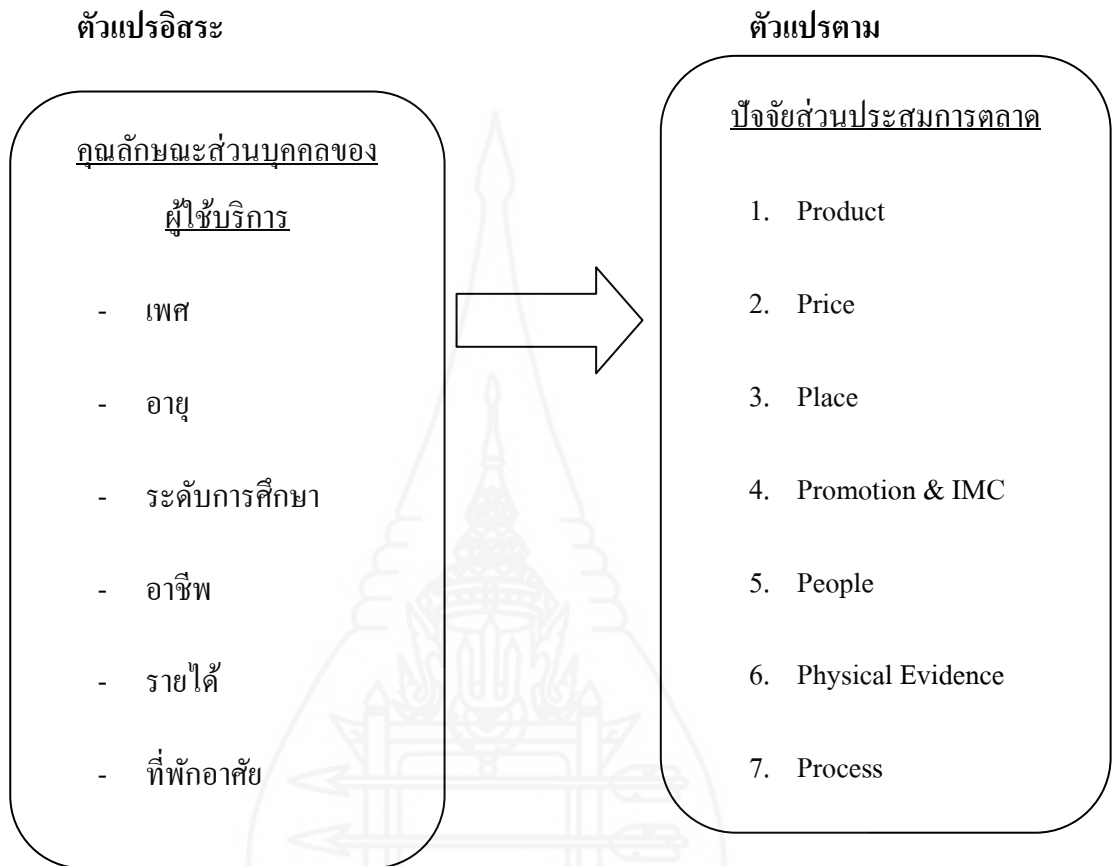 ตัวแปรอิสระ
คุณลักษณะส่วนบุคคลของ
ผู้ใช้บริการ
- เพศ
- อายุ
- ระดับการศึกษา
- อาชีพ
- รายได้
- ที่พักอาศัย
ตัวแปรตาม
ปัจจัยส่วนประสมการตลาด
1. Product
2. Price
3. Place
4. Promotion & IMC
5. People
6. Physical Evidence
7. Process